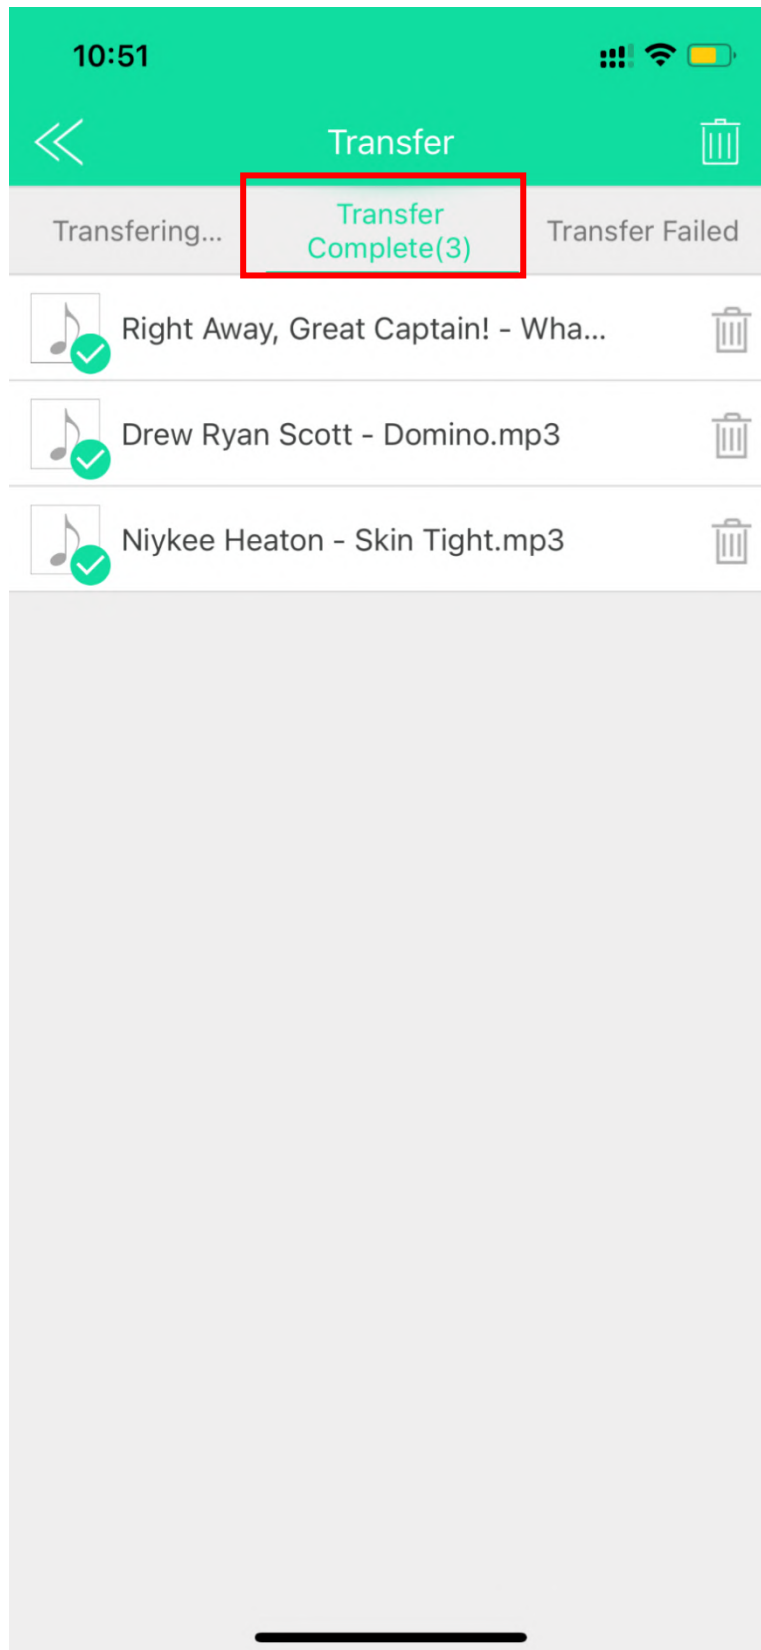 10:51
Transfer
Transfering...
Transfer
Complete(3)
Transfer Failed
Right Away, Great Captain! - Wha...
Drew Ryan Scott - Domino.mp3
Niykee Heaton - Skin Tight.mp3